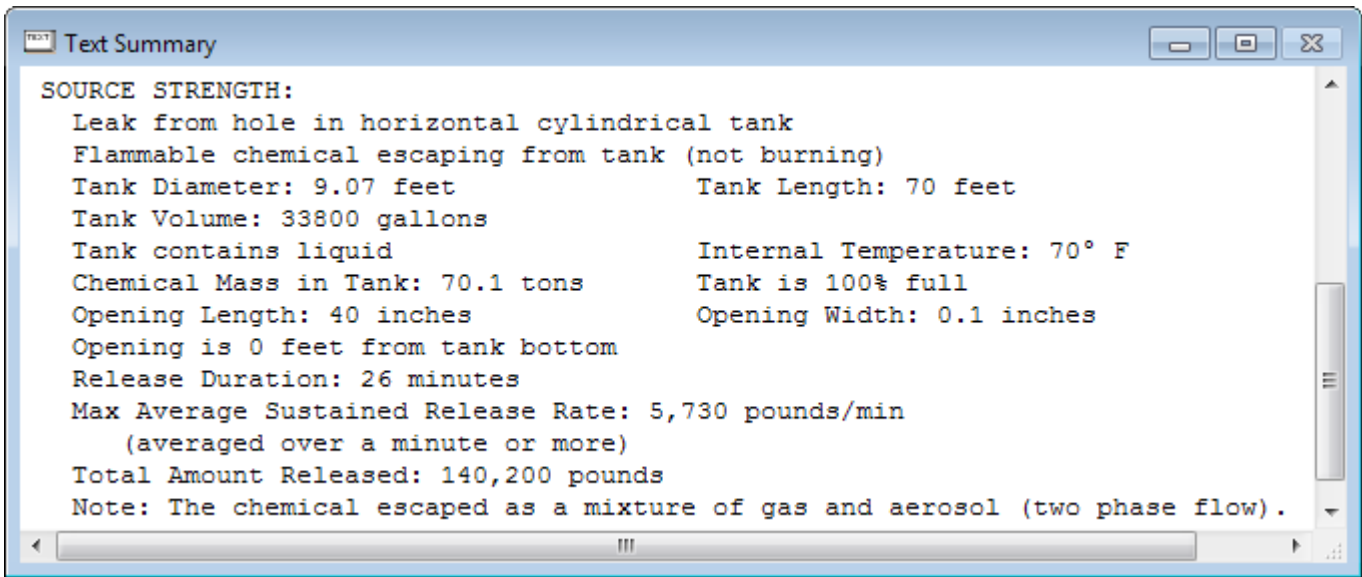 Text Summary
SOURCE STRENGTH:
Leak from hole in horizontal cylindrical tank
Flammable chemical escaping from tank (not burning)
Tank Diameter: 9.07 feet Tank Length: 70 feet
Tank Volume: 33800 gallons
Tank contains liquid Internal Temperature: 70° F
Chemical Mass in Tank: 70.1 tons Tank is 100% full
Opening Length: 40 inches Opening Width: 0.1 inches
Opening is 0 feet from tank bottom
Release Duration: 26 minutes
Max Average Sustained Release Rate: 5,730 pounds/min
(averaged over a minute or more)
Total Amount Released: 140,200 pounds
Note: The chemical escaped as a mixture of gas and aerosol (two phase flow).